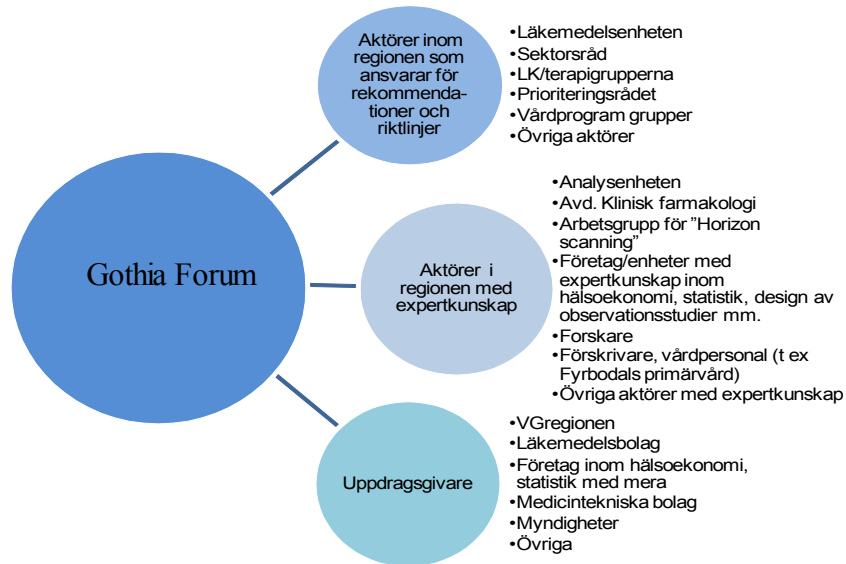 Gothia Forum
Aktörer inom
regionen som
ansvarar för
rekommenda-
tioner och
riktlinjer
•Läkemedelsenheten
•Sektorsråd
•LK/terapigrupperna
•Prioriteringsrådet
•Vårdprogram grupper
•Övriga aktörer
Aktörer i
regionen med
expertkunskap
•Analysenheten
•Avd. Klinisk farmakologi
•Arbetsgrupp för ”Horizon
scanning”
•Företag/enheter med
expertkunskap inom
hälsoekonomi, statistik, design av
observationsstudier mm.
•Forskare
•Förskrivare, vårdpersonal (t ex
Fyrbodals primärvård)
•Övriga aktörer med expertkunskap
Uppdragsgivare
•VGregionen
•Läkemedelsbolag
•Företag inom hälsoekonomi,
statistik med mera
•Medicintekniska bolag
•Myndigheter
•Övriga